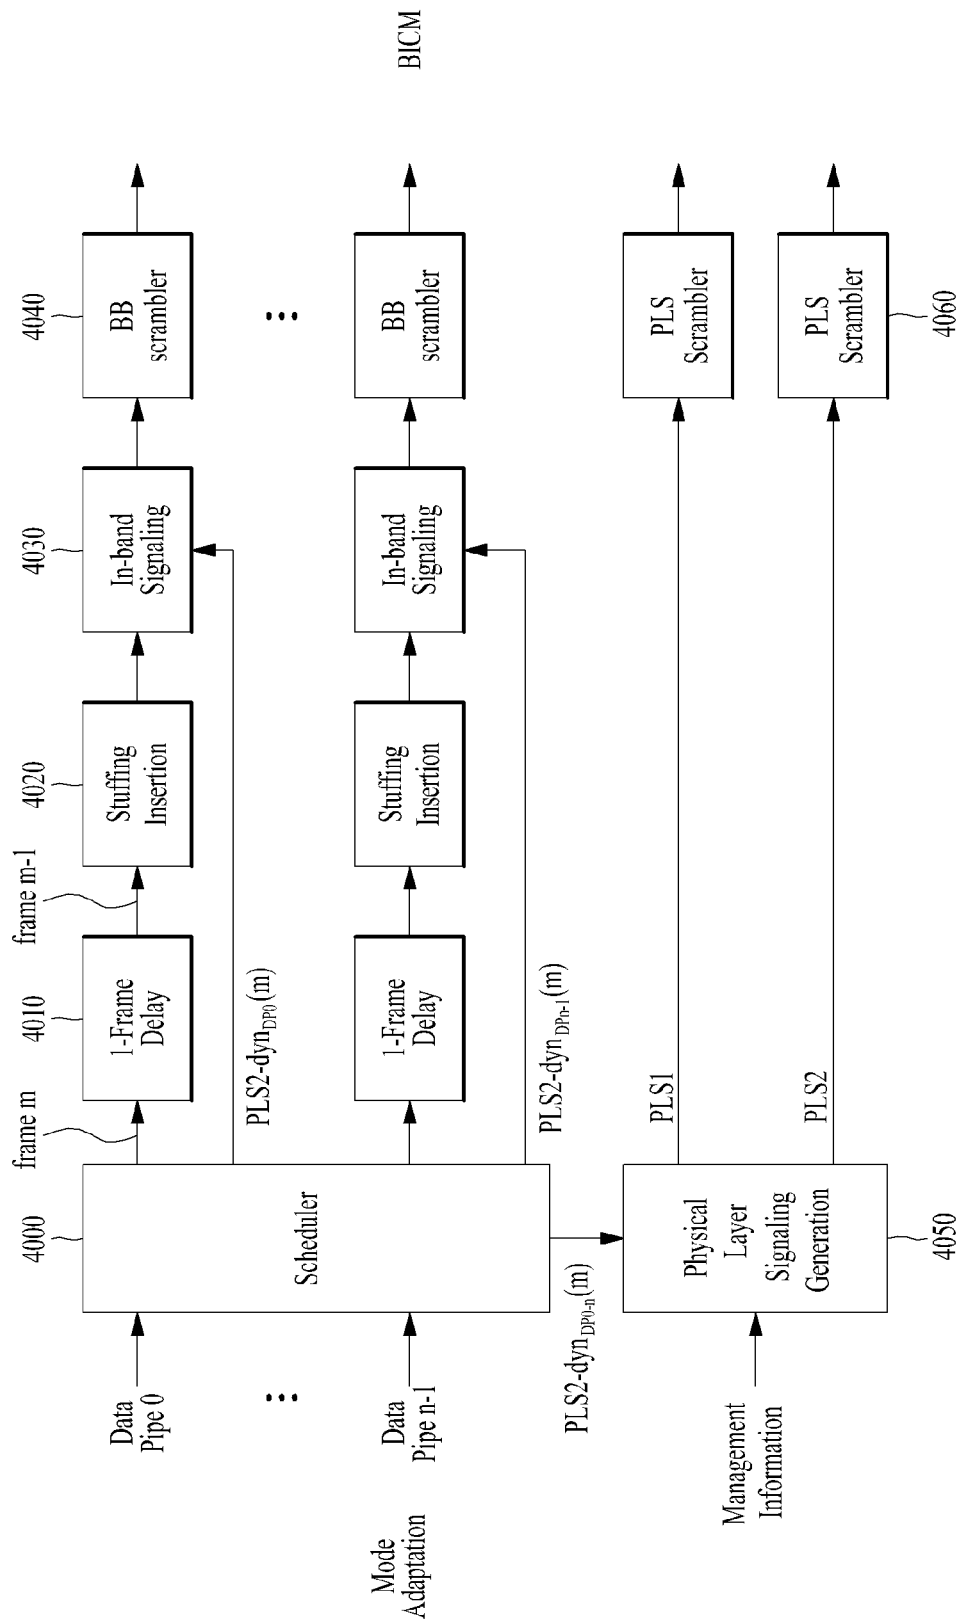 Mode
Adaptation
BICM
Data
Pipe 0
4000
Scheduler
frame m
4010
1-Frame
Delay
frame m-1
4020
Stuffing
Insertion
4030
In-band
Signaling
4040
BB
scrambler
PLS2-dynDP0(m)
Data
Pipe n-1
1-Frame
Delay
Stuffing
Insertion
In-band
Signaling
BB
scrambler
PLS2-dynDPn-1(m)
PLS2-dynDP0-n(m)
Management
Information
Physical
Layer
Signaling
Generation
4050
PLS1
PLS
Scrambler
PLS2
PLS
Scrambler
4060